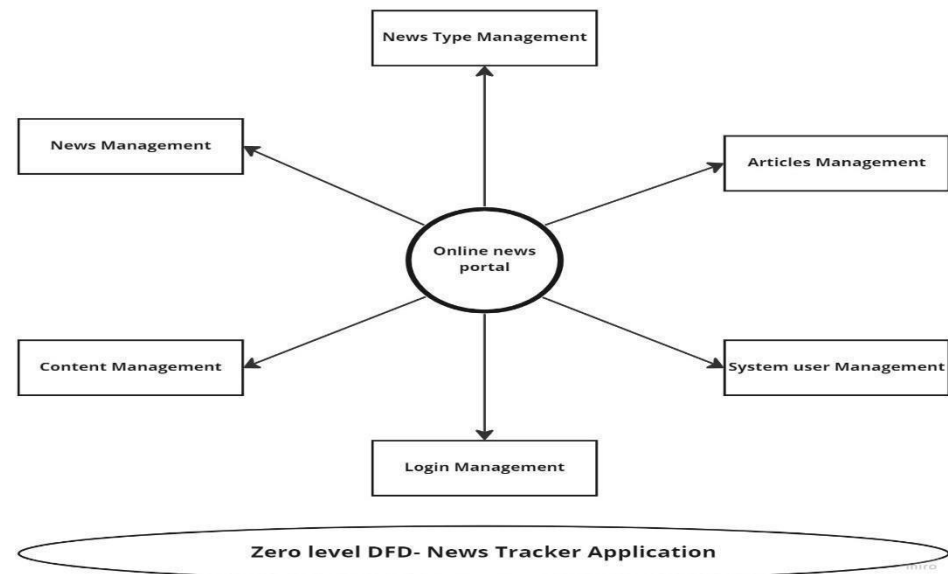 News Type Management
News Management
Articles Management
Online news
portal
Content Management
System user Management
Login Management
Zero level DFD- News Tracker Application
miro